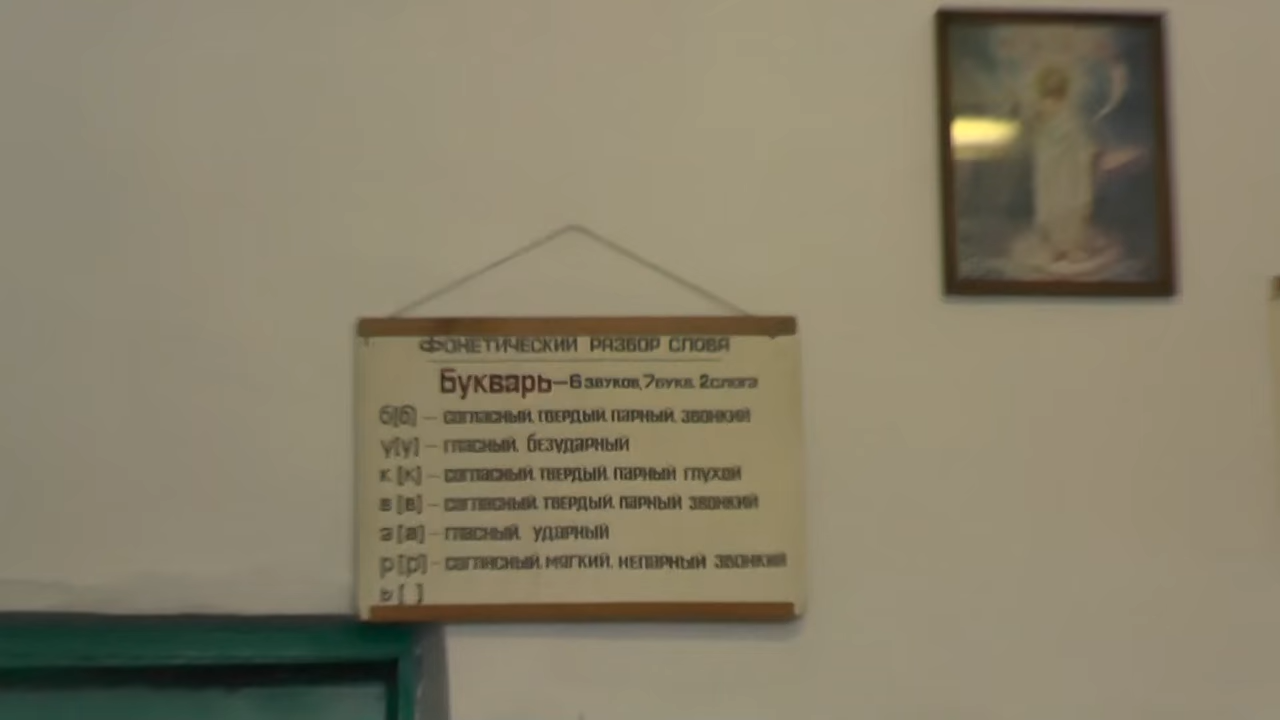 ФОНЕТИЧЕСКИЙ РАЗБОР СЛОВА
Букварь—6 звуков, 7 букв. 2 слога
б[б] — согласный, твердый, парный, звонкий
у[у] — гласный, безударный
к [к] — согласный, твердый, парный глухой
в [в] — согласный, твердый, парный звонкий
а [а] — гласный, ударный
р [р] — согласный, мягкий, непарный звонкий
ь [ ]